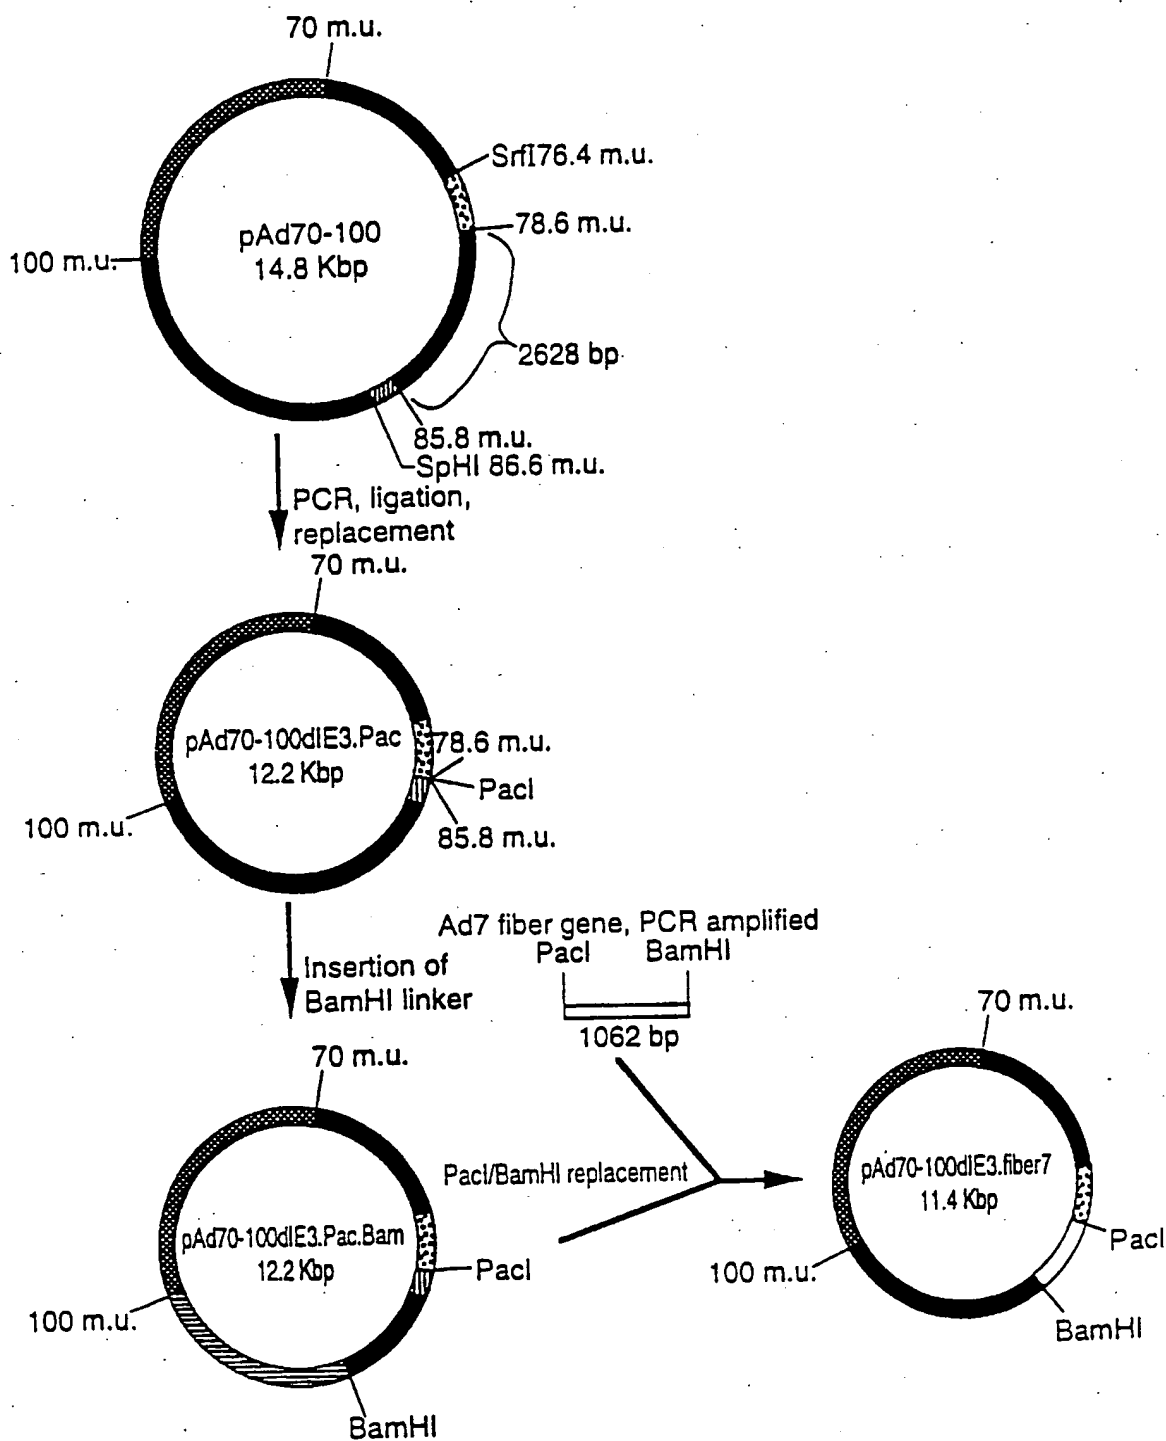 70 m.u.
SrfI76.4 m.u.
78.6 m.u.
pAd70-100
14.8 Kbp
100 m.u.
2628 bp
85.8 m.u.
SpHI 86.6 m.u.
PCR, ligation,
replacement
70 m.u.
pAd70-100dlE3.Pac
12.2 Kbp
78.6 m.u.
PacI
100 m.u.
85.8 m.u.
Ad7 fiber gene, PCR amplified
PacI BamHI
Insertion of
BamHI linker
1062 bp
70 m.u.
70 m.u.
PacI/BamHI replacement
pAd70-100dlE3.fiber7
11.4 Kbp
pAd70-100dlE3.Pac.Bam
12.2 Kbp
PacI
PacI
100 m.u.
100 m.u.
BamHI
BamHI